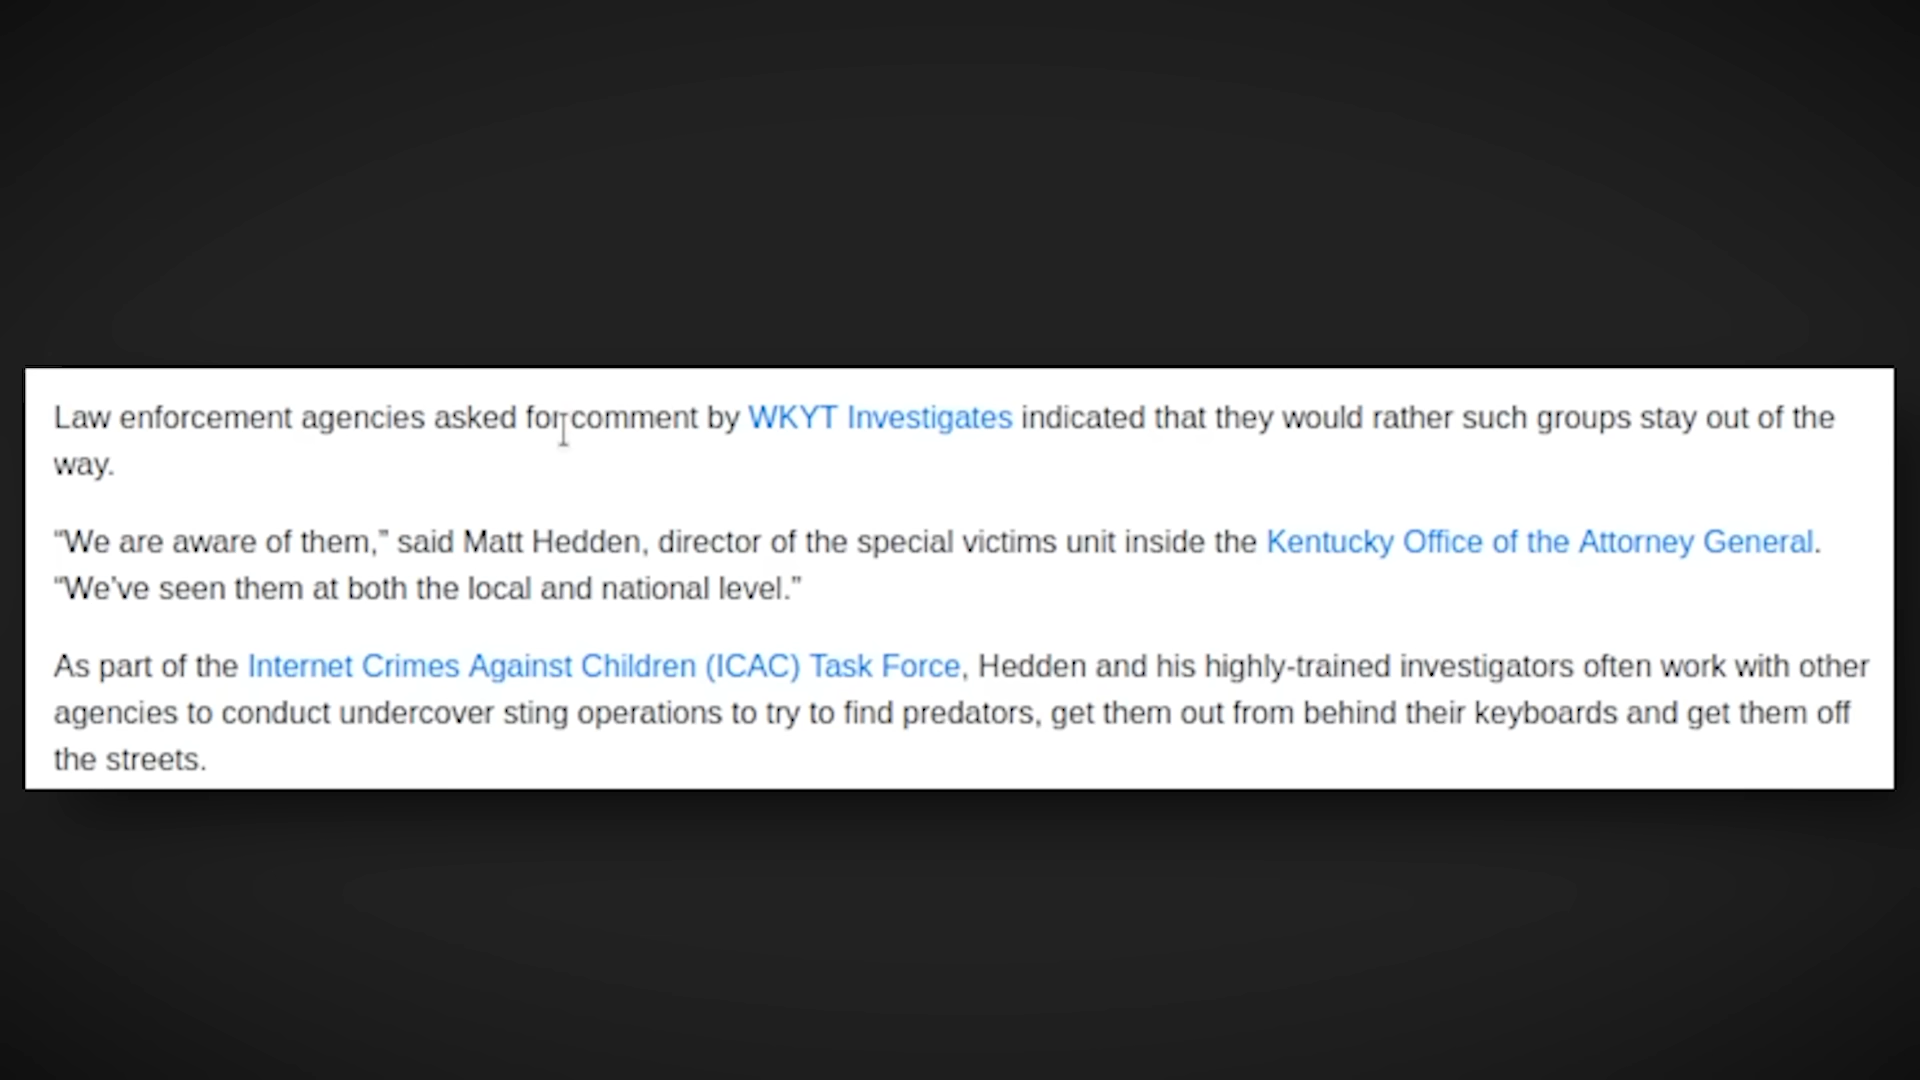 Law enforcement agencies asked for comment by WKYT Investigates indicated that they would rather such groups stay out of the
way.
“We are aware of them,” said Matt Hedden, director of the special victims unit inside the Kentucky Office of the Attorney General.
“We’ve seen them at both the local and national level.”
As part of the Internet Crimes Against Children (ICAC) Task Force, Hedden and his highly-trained investigators often work with other
agencies to conduct undercover sting operations to try to find predators, get them out from behind their keyboards and get them off
the streets.